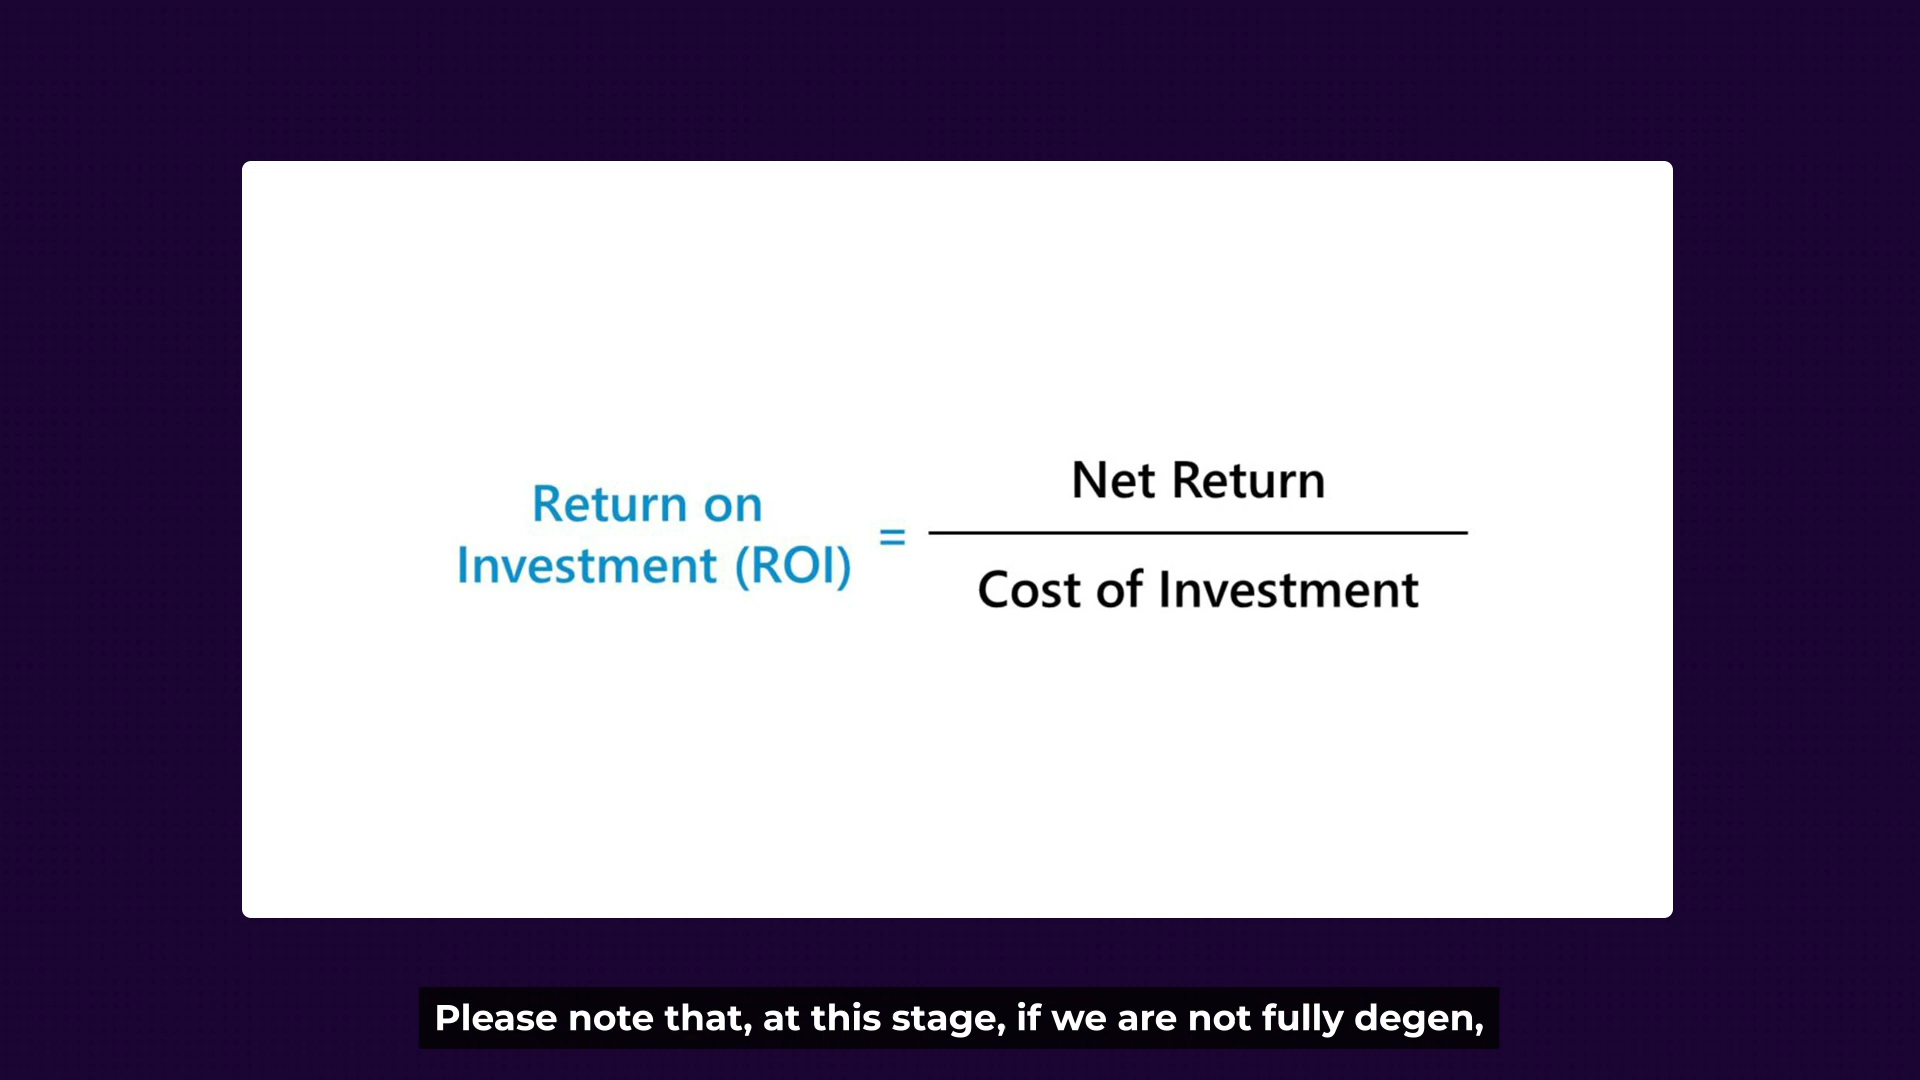 Return on
Investment (ROI)
=
Net Return
Cost of Investment
Please note that, at this stage, if we are not fully degen,